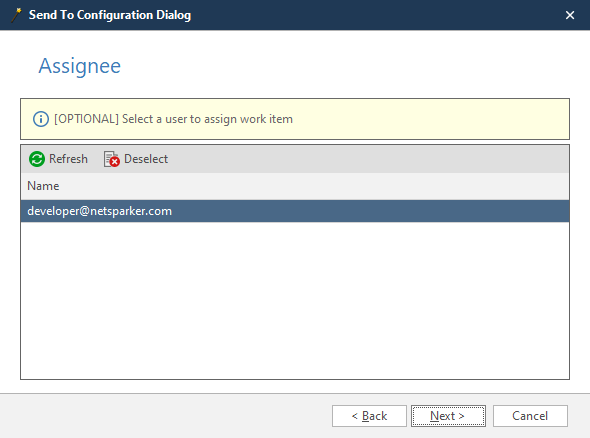 Send To Configuration Dialog
Assignee
[OPTIONAL] Select a user to assign work item
Refresh Deselect
Name
developer@netsparker.com
< Back Next > Cancel